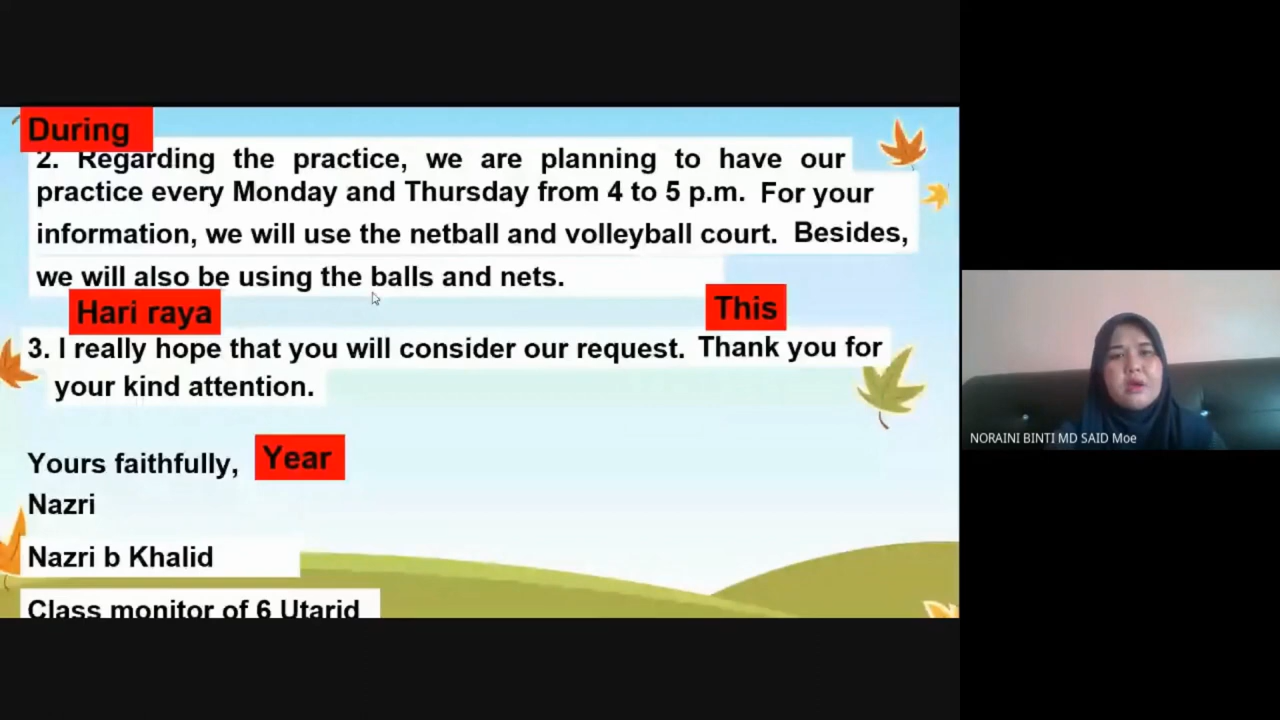 During
2. Regarding the practice, we are planning to have our
practice every Monday and Thursday from 4 to 5 p.m. For your
information, we will use the netball and volleyball court. Besides,
we will also be using the balls and nets.
Hari raya
This
3. I really hope that you will consider our request. Thank you for
your kind attention.
Yours faithfully,
Year
Nazri
Nazri b Khalid
Class monitor of 6 Utarid
NORAINI BINTI MD SAID Moe